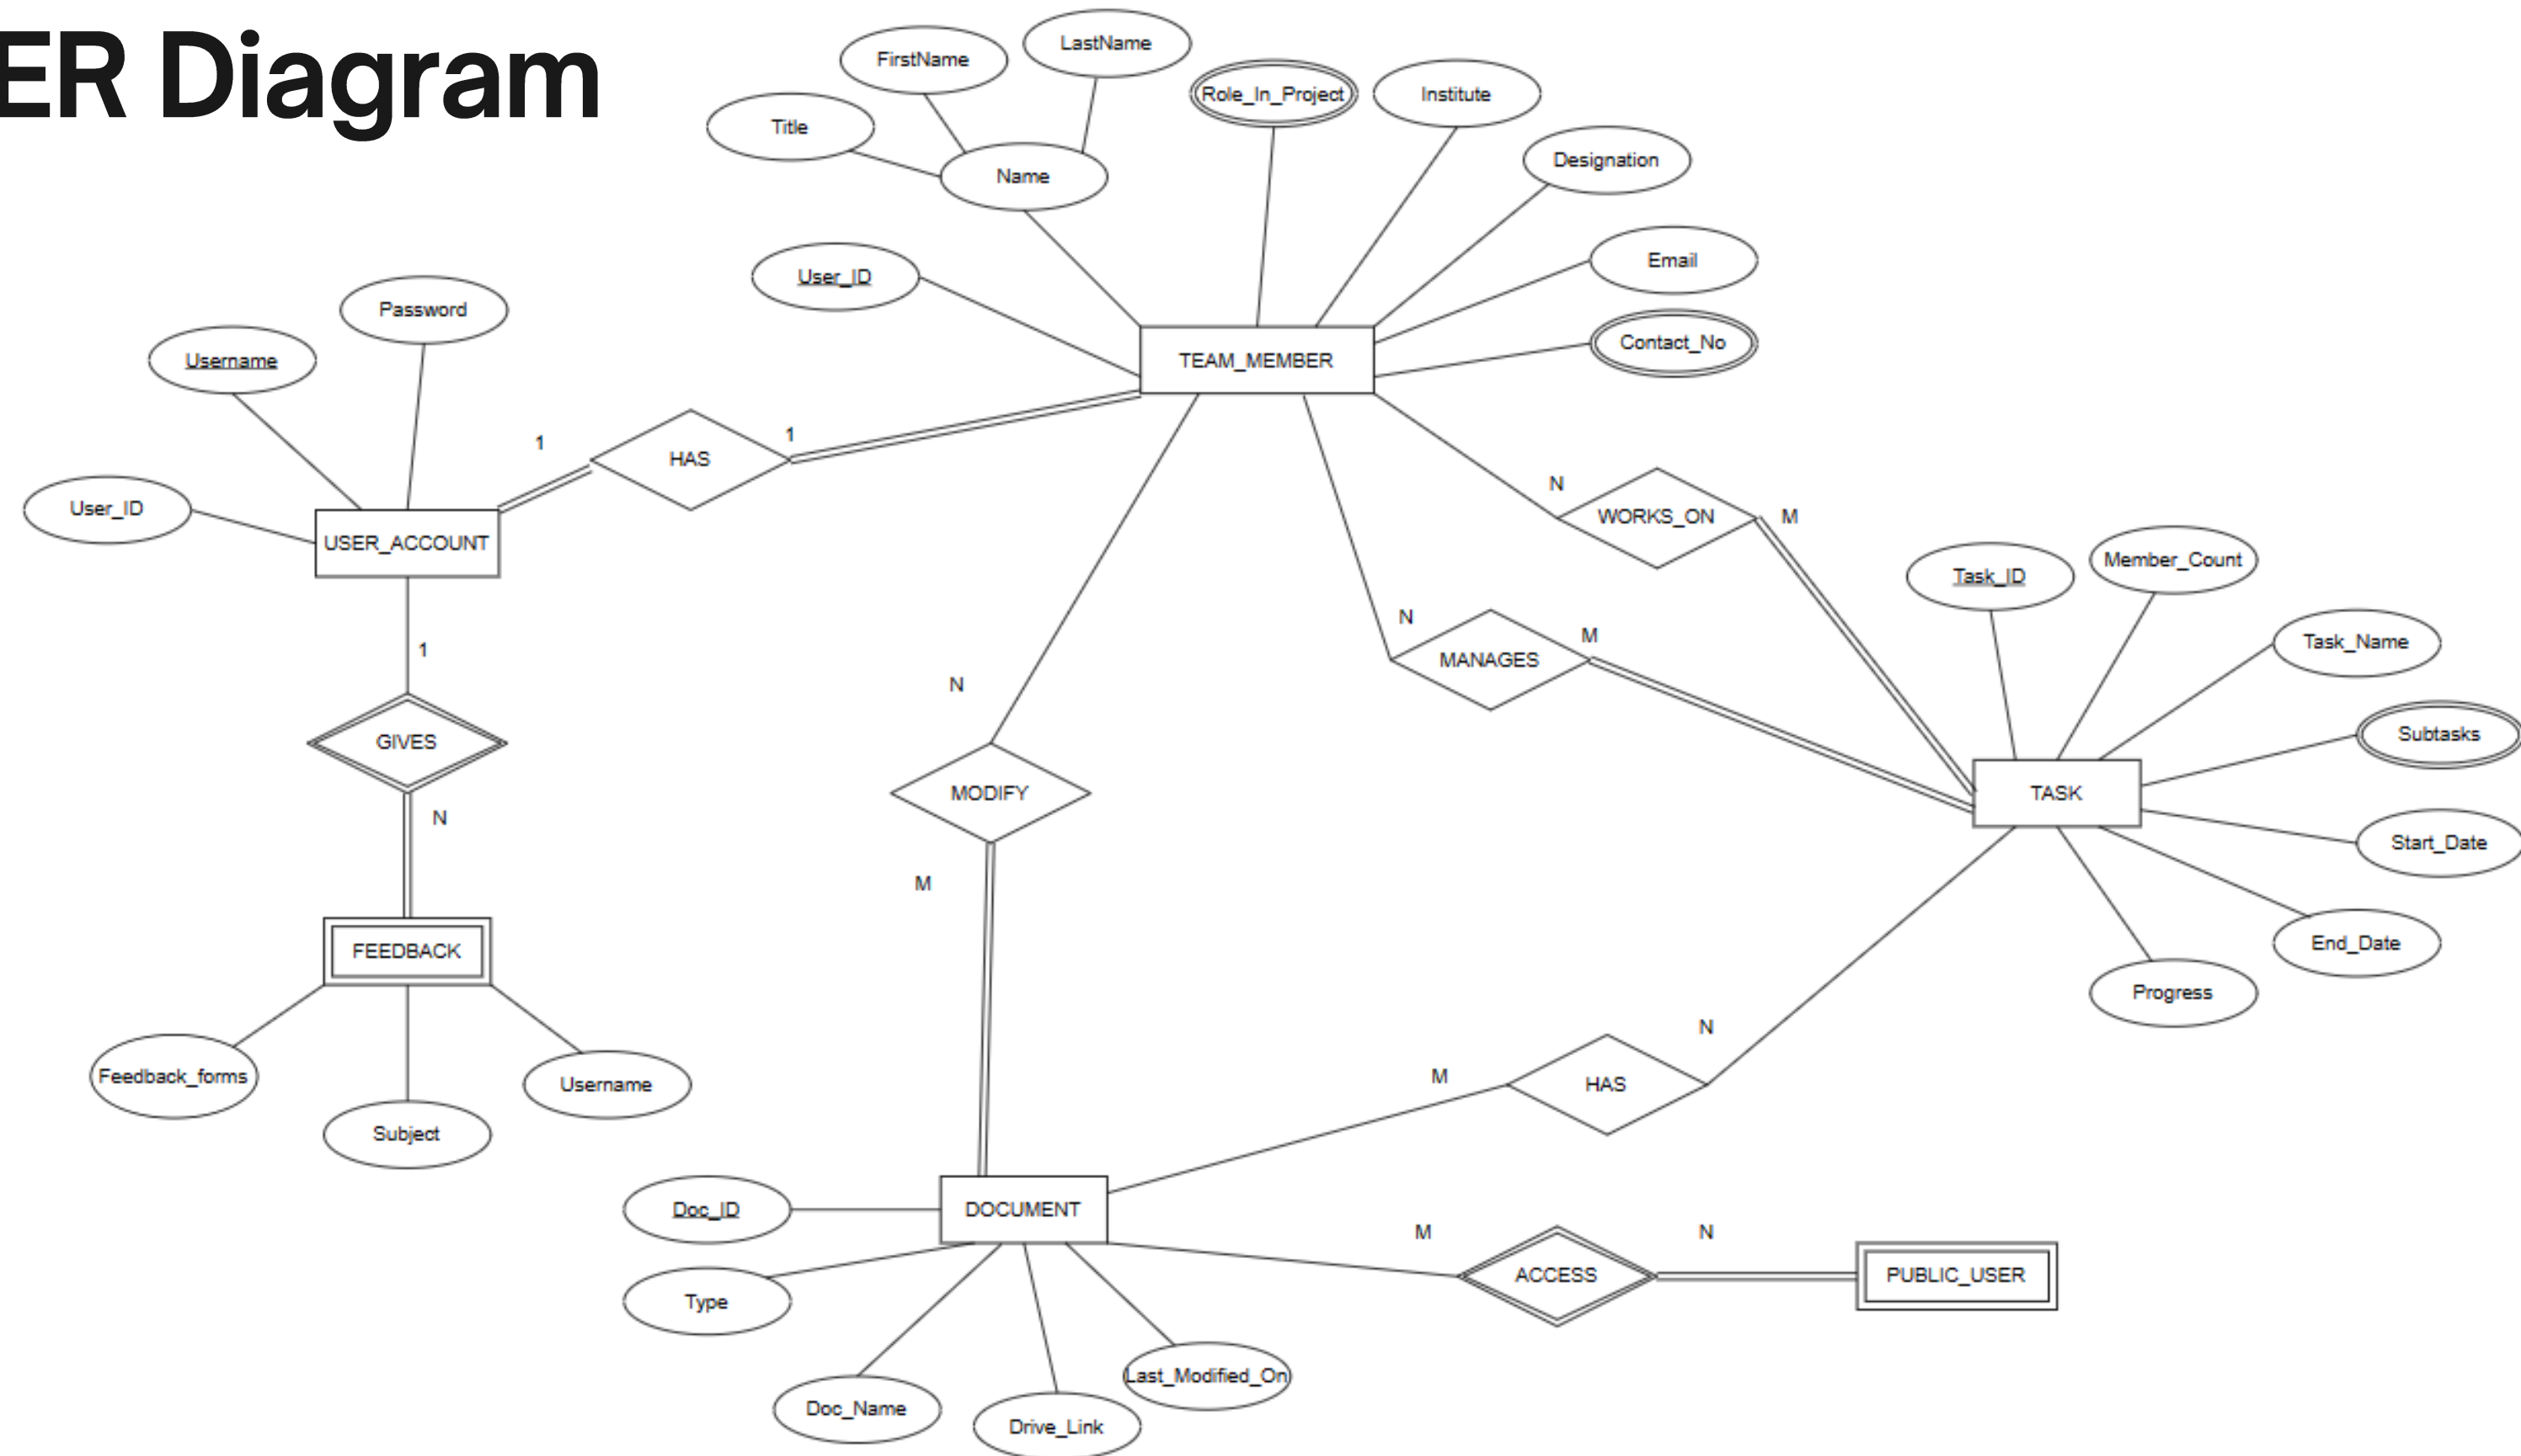 ER Diagram
LastName
FirstName
Role_In_Project
Institute
Title
Designation
Name
Email
User_ID
Password
Contact_No
Username
TEAM_MEMBER
1
1
HAS
N
User_ID
WORKS_ON
M
USER_ACCOUNT
Member_Count
Task_ID
N
M
Task_Name
1
MANAGES
N
Subtasks
GIVES
MODIFY
TASK
N
Start_Date
M
End_Date
FEEDBACK
Progress
N
Feedback_forms
Username
M
HAS
Subject
Doc_ID
DOCUMENT
M
N
ACCESS
PUBLIC_USER
Type
Last_Modified_On
Doc_Name
Drive_Link